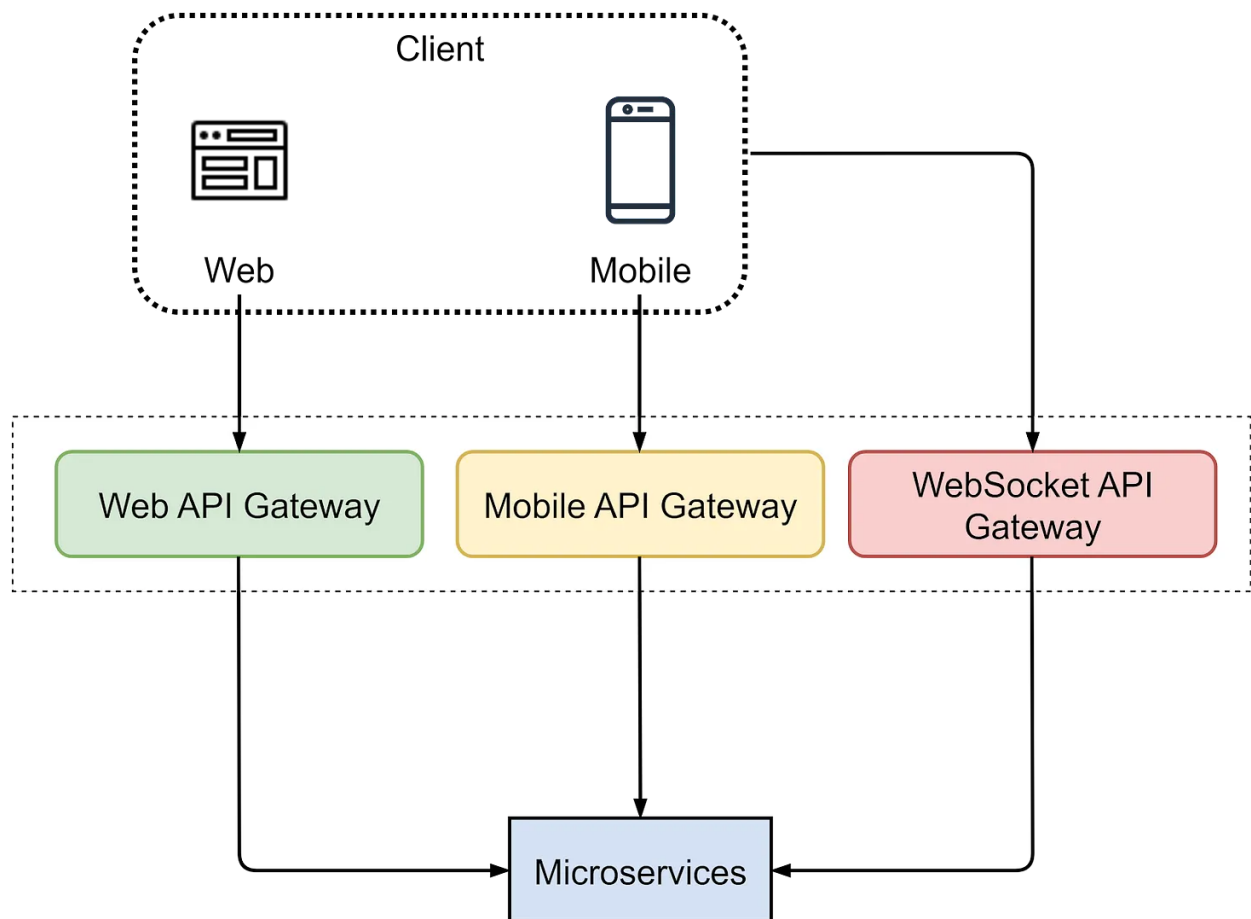 Client
Web
Mobile
Web API Gateway
Mobile API Gateway
WebSocket API
Gateway
Microservices